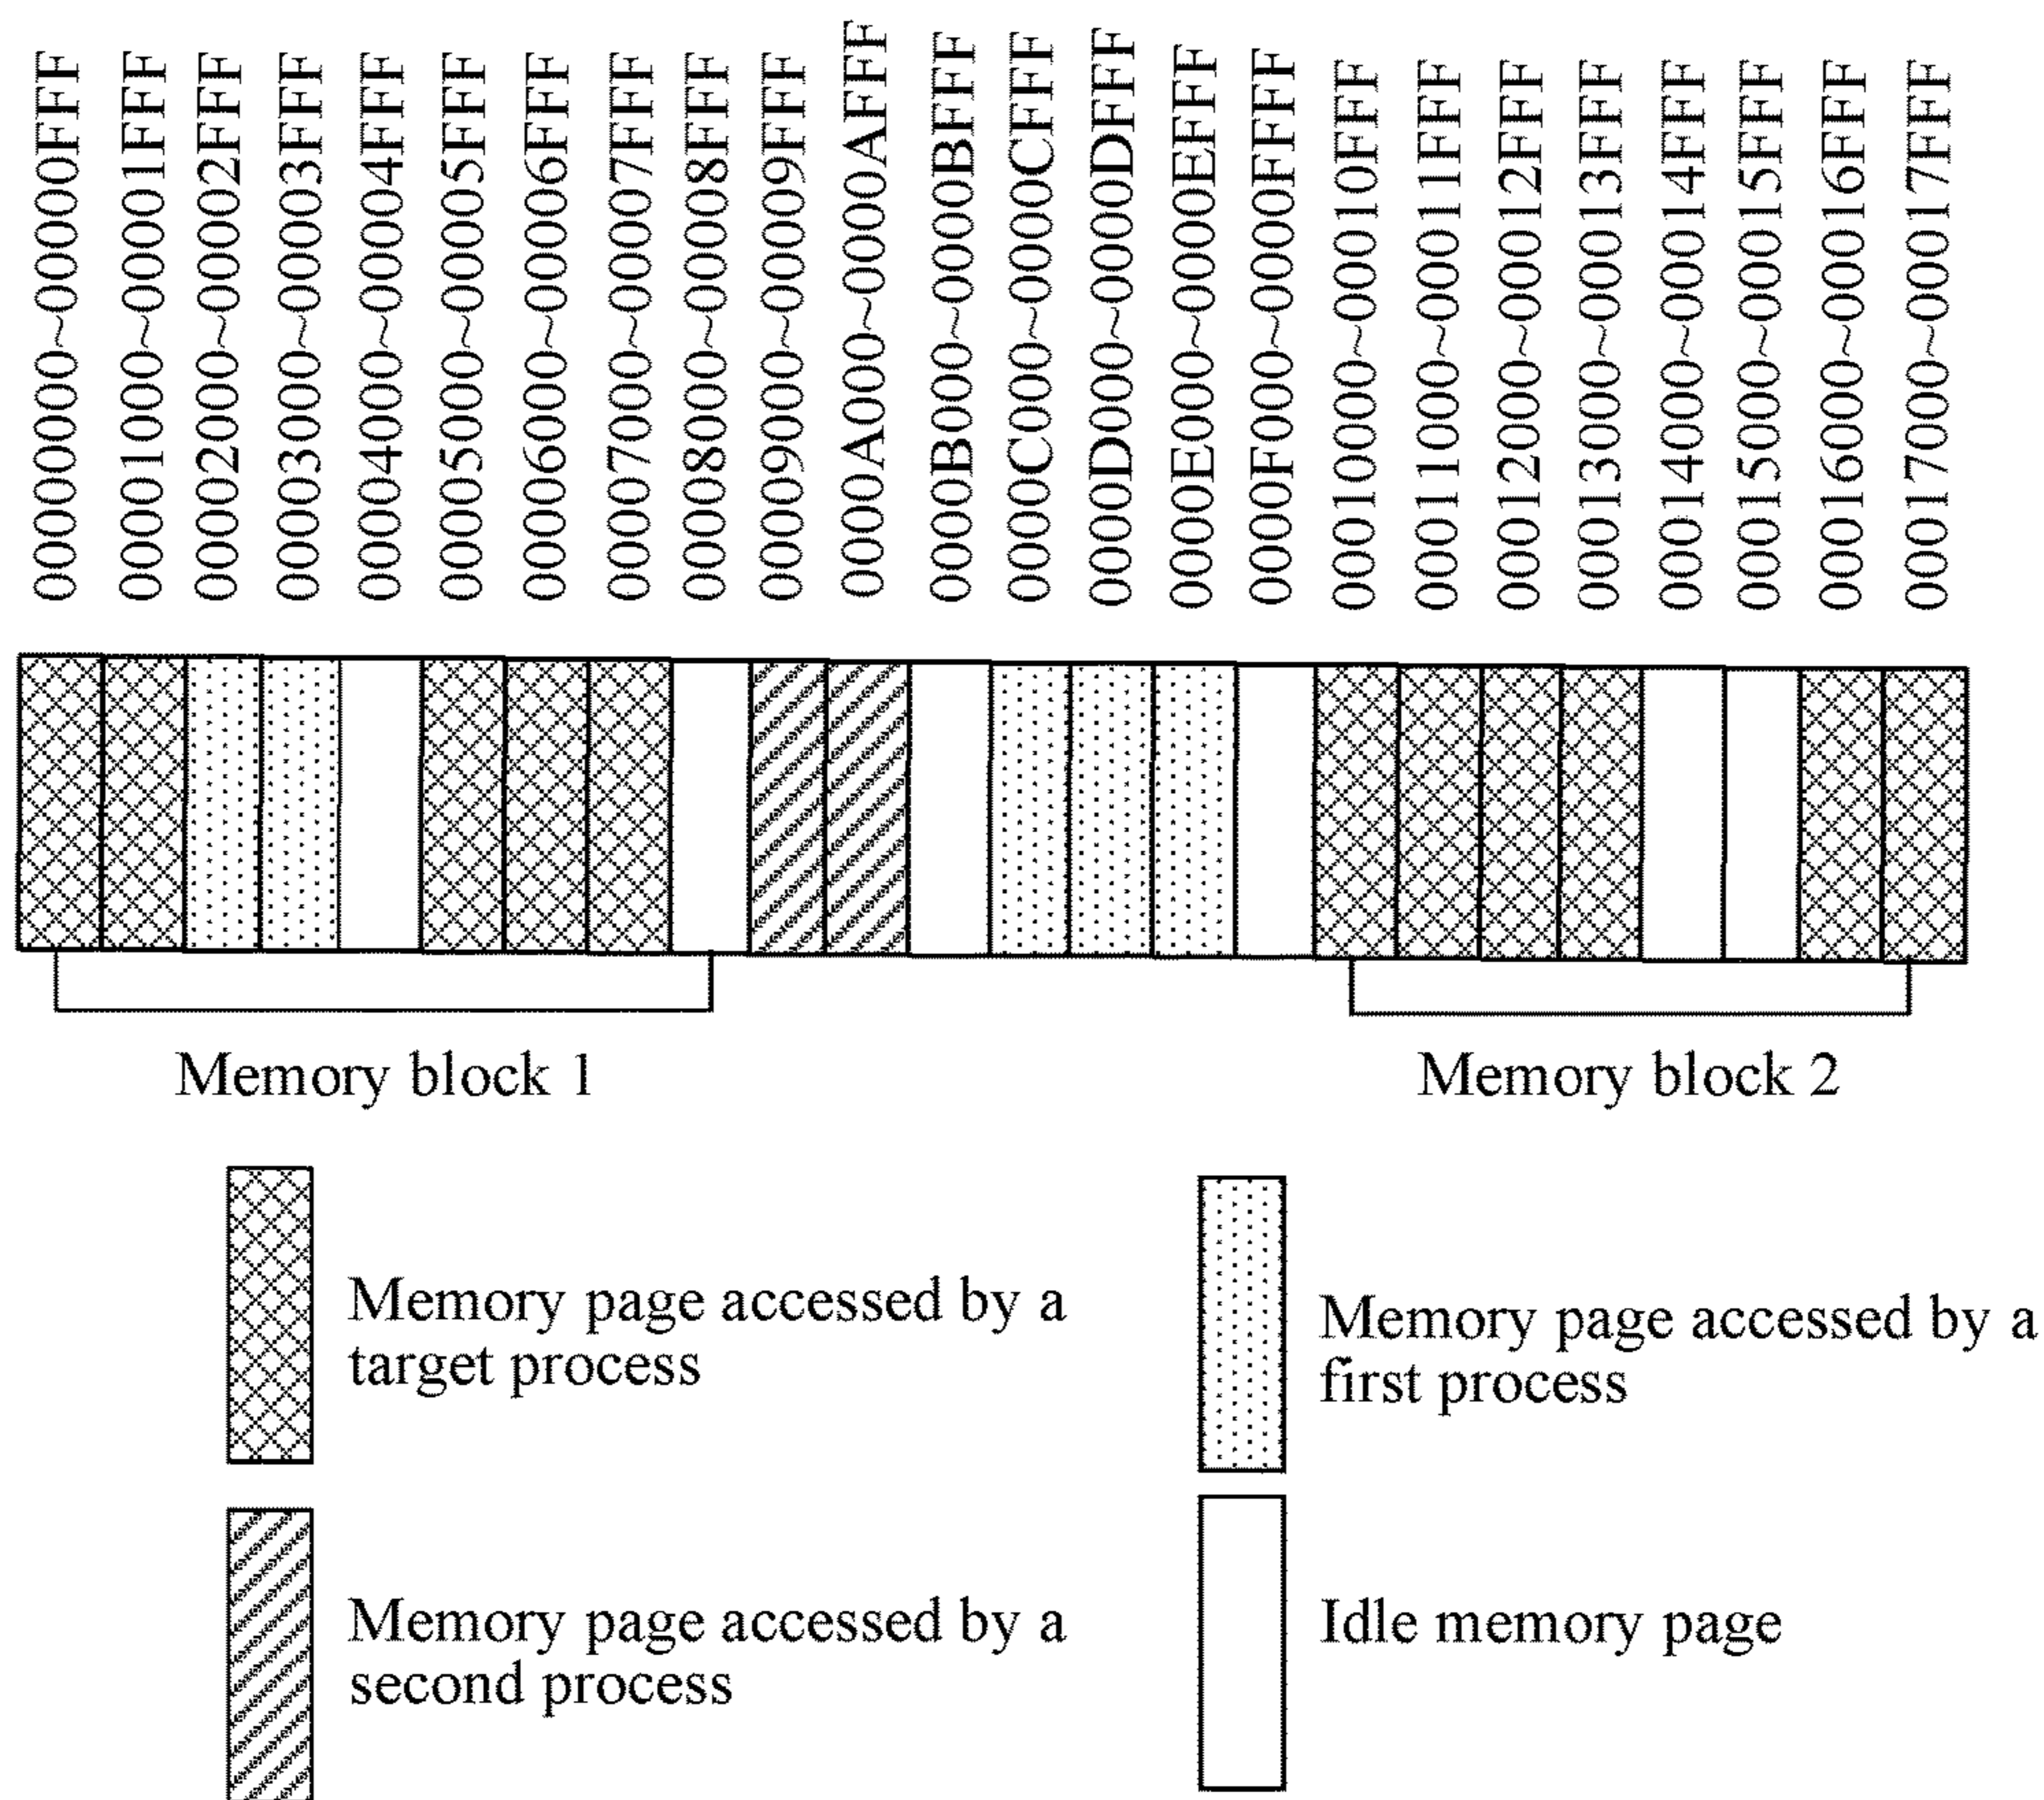 00000000~00000FFF
00001000~00001FFF
00002000~00002FFF
00003000~00003FFF
00004000~00004FFF
00005000~00005FFF
00006000~00006FFF
00007000~00007FFF
00008000~00008FFF
00009000~00009FFF
0000A000~0000AFFF
0000B000~0000BFFF
0000C000~0000CFFF
0000D000~0000DFFF
0000E000~0000EFFF
0000F000~0000FFFF
00010000~00010FFF
00011000~00011FFF
00012000~00012FFF
00013000~00013FFF
00014000~00014FFF
00015000~00015FFF
00016000~00016FFF
00017000~00017FFF
Memory block 1
Memory block 2
Memory page accessed by a
target process
Memory page accessed by a
first process
Memory page accessed by a
second process
Idle memory page